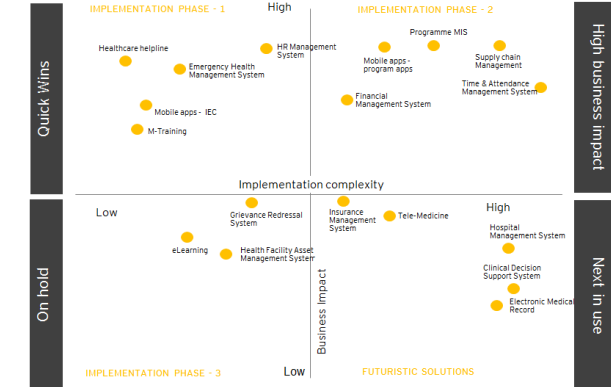 IMPLEMENTATION PHASE - 1
High
IMPLEMENTATION PHASE - 2
Quick Wins
High business impact
Healthcare helpline
HR Management
System
Emergency Health
Management System
Mobile apps - IEC
M-Training
Programme MIS
Mobile apps -
program apps
Supply chain
Management
Time & Attendance
Management System
Financial
Management System
Implementation complexity
Low
High
On hold
Next in use
Grievance Redressal
System
eLearning
Health Facility Asset
Management System
Insurance
Management
System
Tele-Medicine
Hospital
Management System
Clinical Decision
Support System
Electronic Medical
Record
Business Impact
IMPLEMENTATION PHASE - 3
Low
FUTURISTIC SOLUTIONS